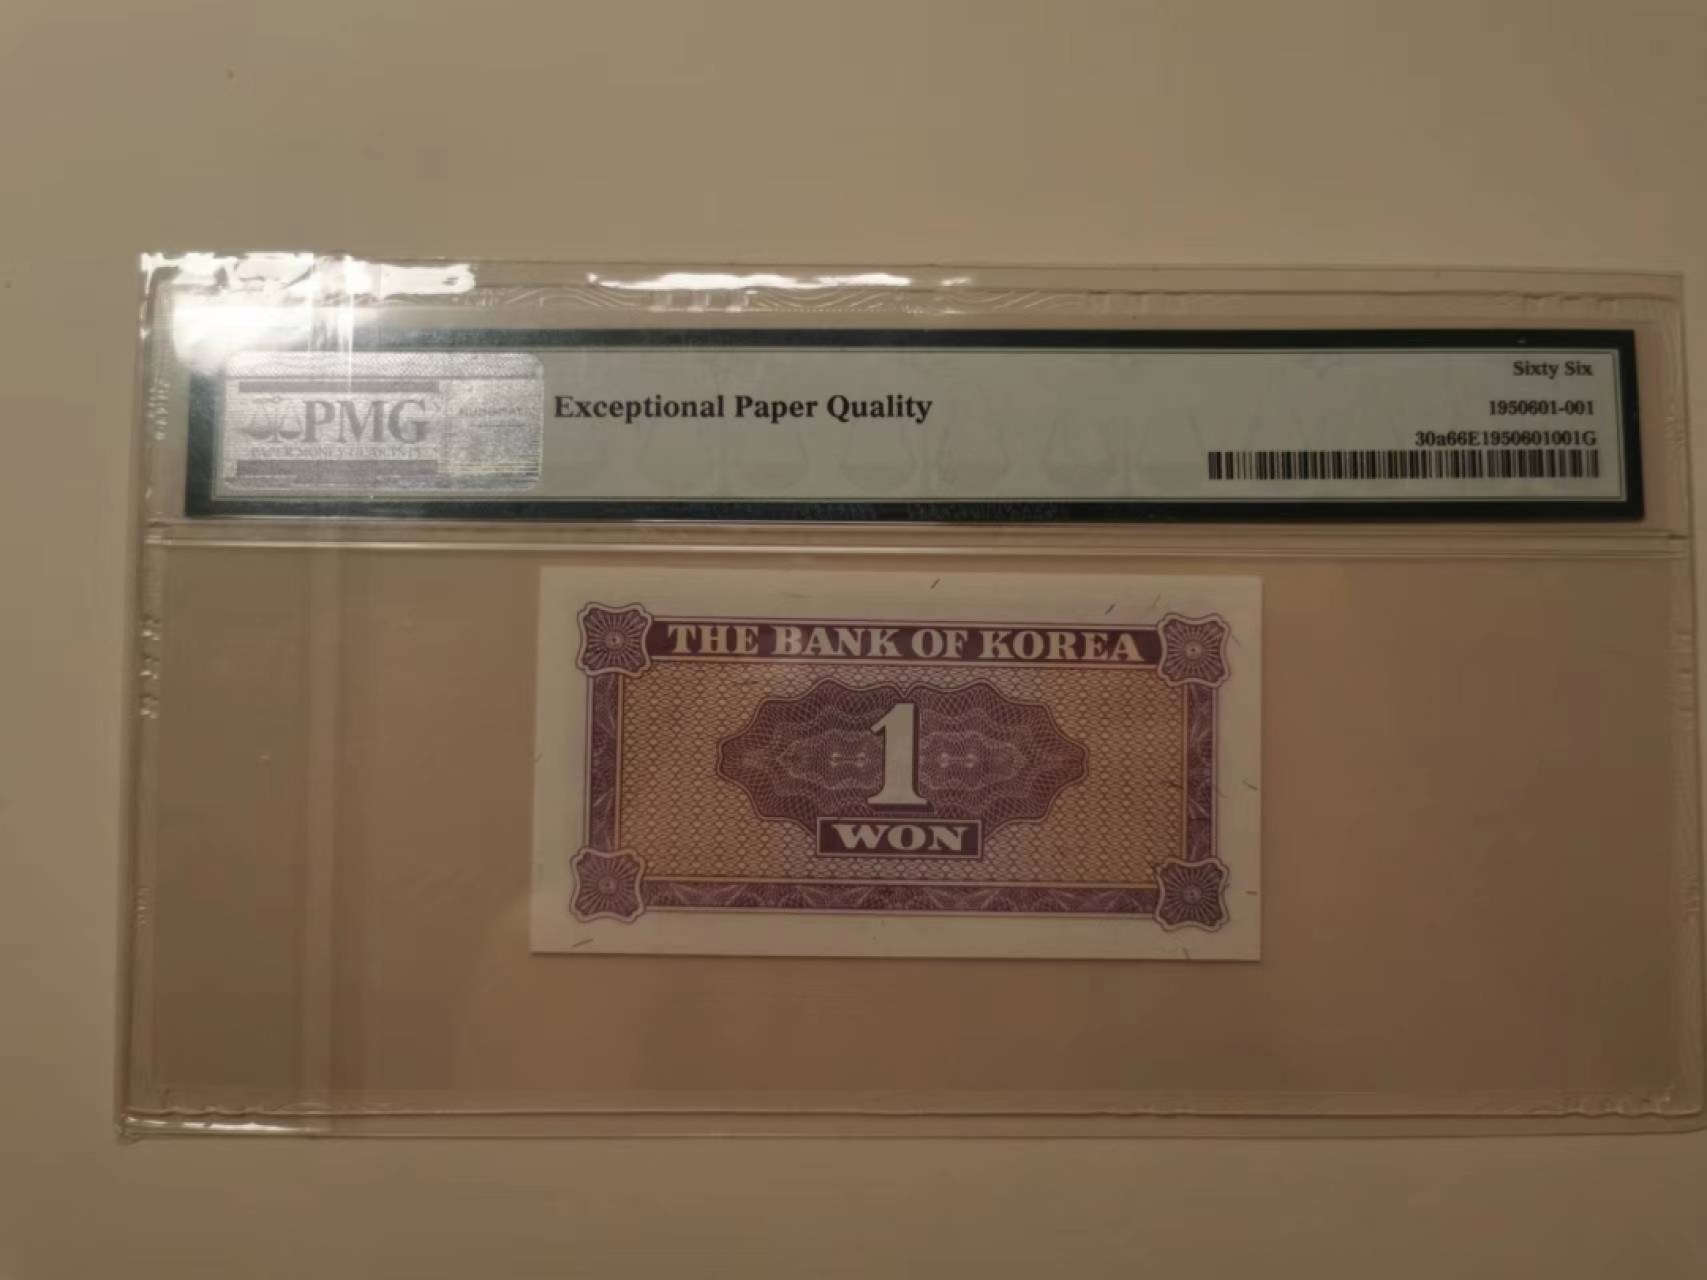 Sixty Six
PMG
Exceptional Paper Quality
1950601-001
30a66E1950601001G
THE BANK OF KOREA
1
WON